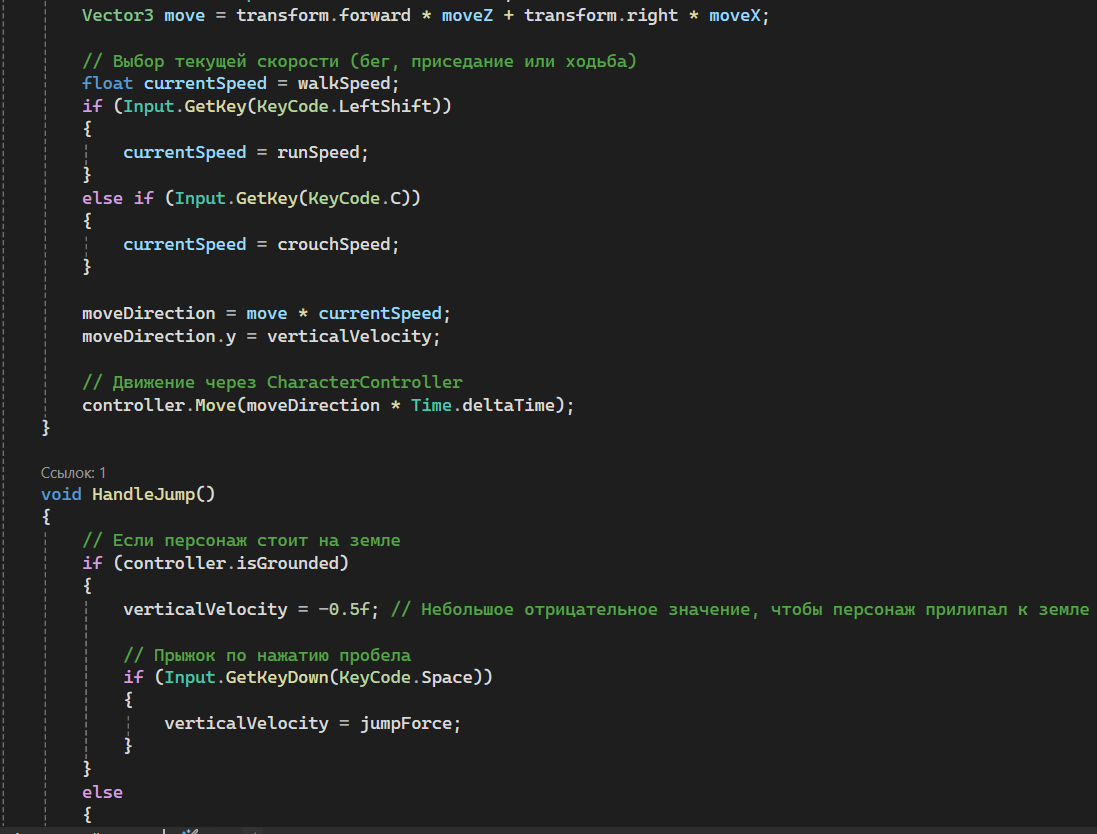 Vector3 move = transform.forward * moveZ + transform.right * moveX;
// Выбор текущей скорости (бег, приседание или ходьба)
float currentSpeed = walkSpeed;
if (Input.GetKey(KeyCode.LeftShift))
{
currentSpeed = runSpeed;
}
else if (Input.GetKey(KeyCode.C))
{
currentSpeed = crouchSpeed;
}
moveDirection = move * currentSpeed;
moveDirection.y = verticalVelocity;
// Движение через CharacterController
controller.Move(moveDirection * Time.deltaTime);
}
Ссылок: 1
void HandleJump()
{
// Если персонаж стоит на земле
if (controller.isGrounded)
{
verticalVelocity = -0.5f; // Небольшое отрицательное значение, чтобы персонаж прилипал к земле
// Прыжок по нажатию пробела
if (Input.GetKeyDown(KeyCode.Space))
{
verticalVelocity = jumpForce;
}
}
else
{